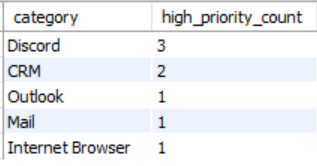 category high_priority_count
Discord 3
CRM 2
Outlook 1
Mail 1
Internet Browser 1